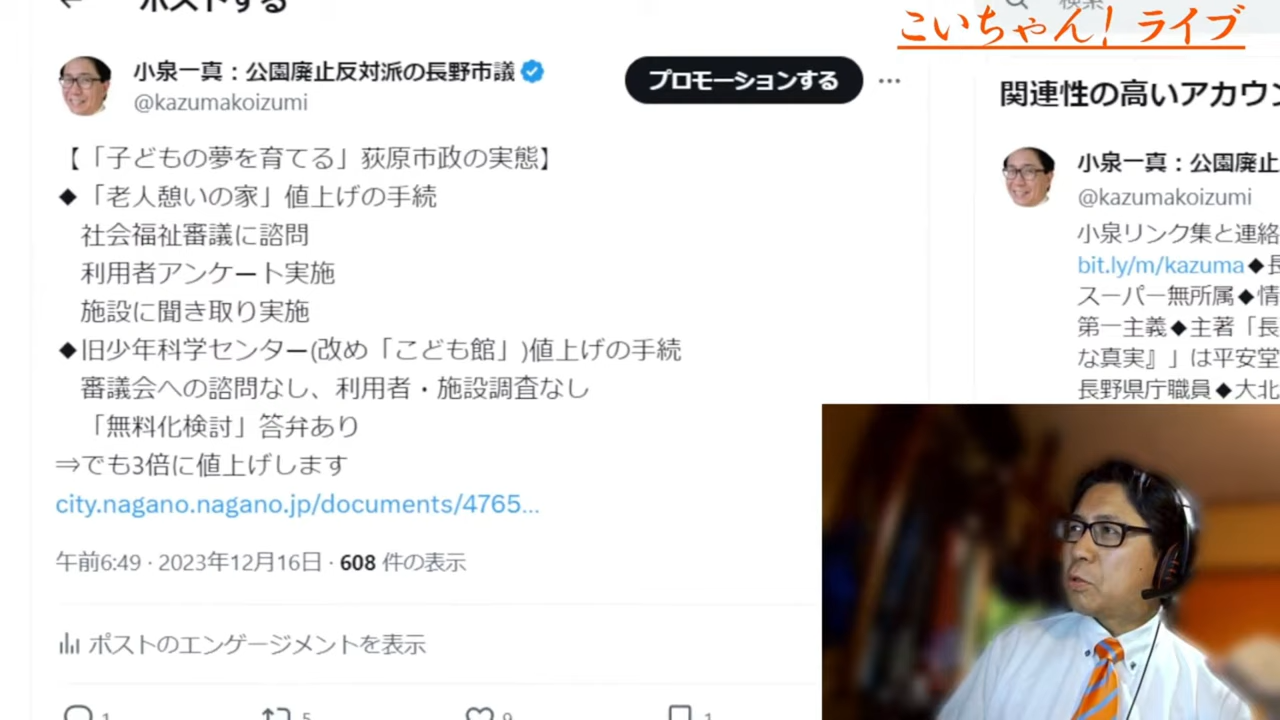 ポストする
検索
こいちゃん！ライブ
小泉一真：公園廃止反対派の長野市議
@kazumakoizumi
プロモーションする
【「子どもの夢を育てる」荻原市政の実態】
◆「老人憩いの家」値上げの手続
社会福祉審議に諮問
利用者アンケート実施
施設に聞き取り実施
◆旧少年科学センター(改め「こども館」)値上げの手続
審議会への諮問なし、利用者・施設調査なし
「無料化検討」答弁あり
⇒でも3倍に値上げします
city.nagano.nagano.jp/documents/4765…
午前6:49 · 2023年12月16日 · 608 件の表示
ポストのエンゲージメントを表示
1 5 9 1
関連性の高いアカウン
小泉一真：公園廃止
@kazumakoizumi
小泉リンク集と連絡
bit.ly/m/kazuma◆長
スーパー無所属◆情
第一主義◆主著「長
な真実』」は平安堂
長野県庁職員◆大北